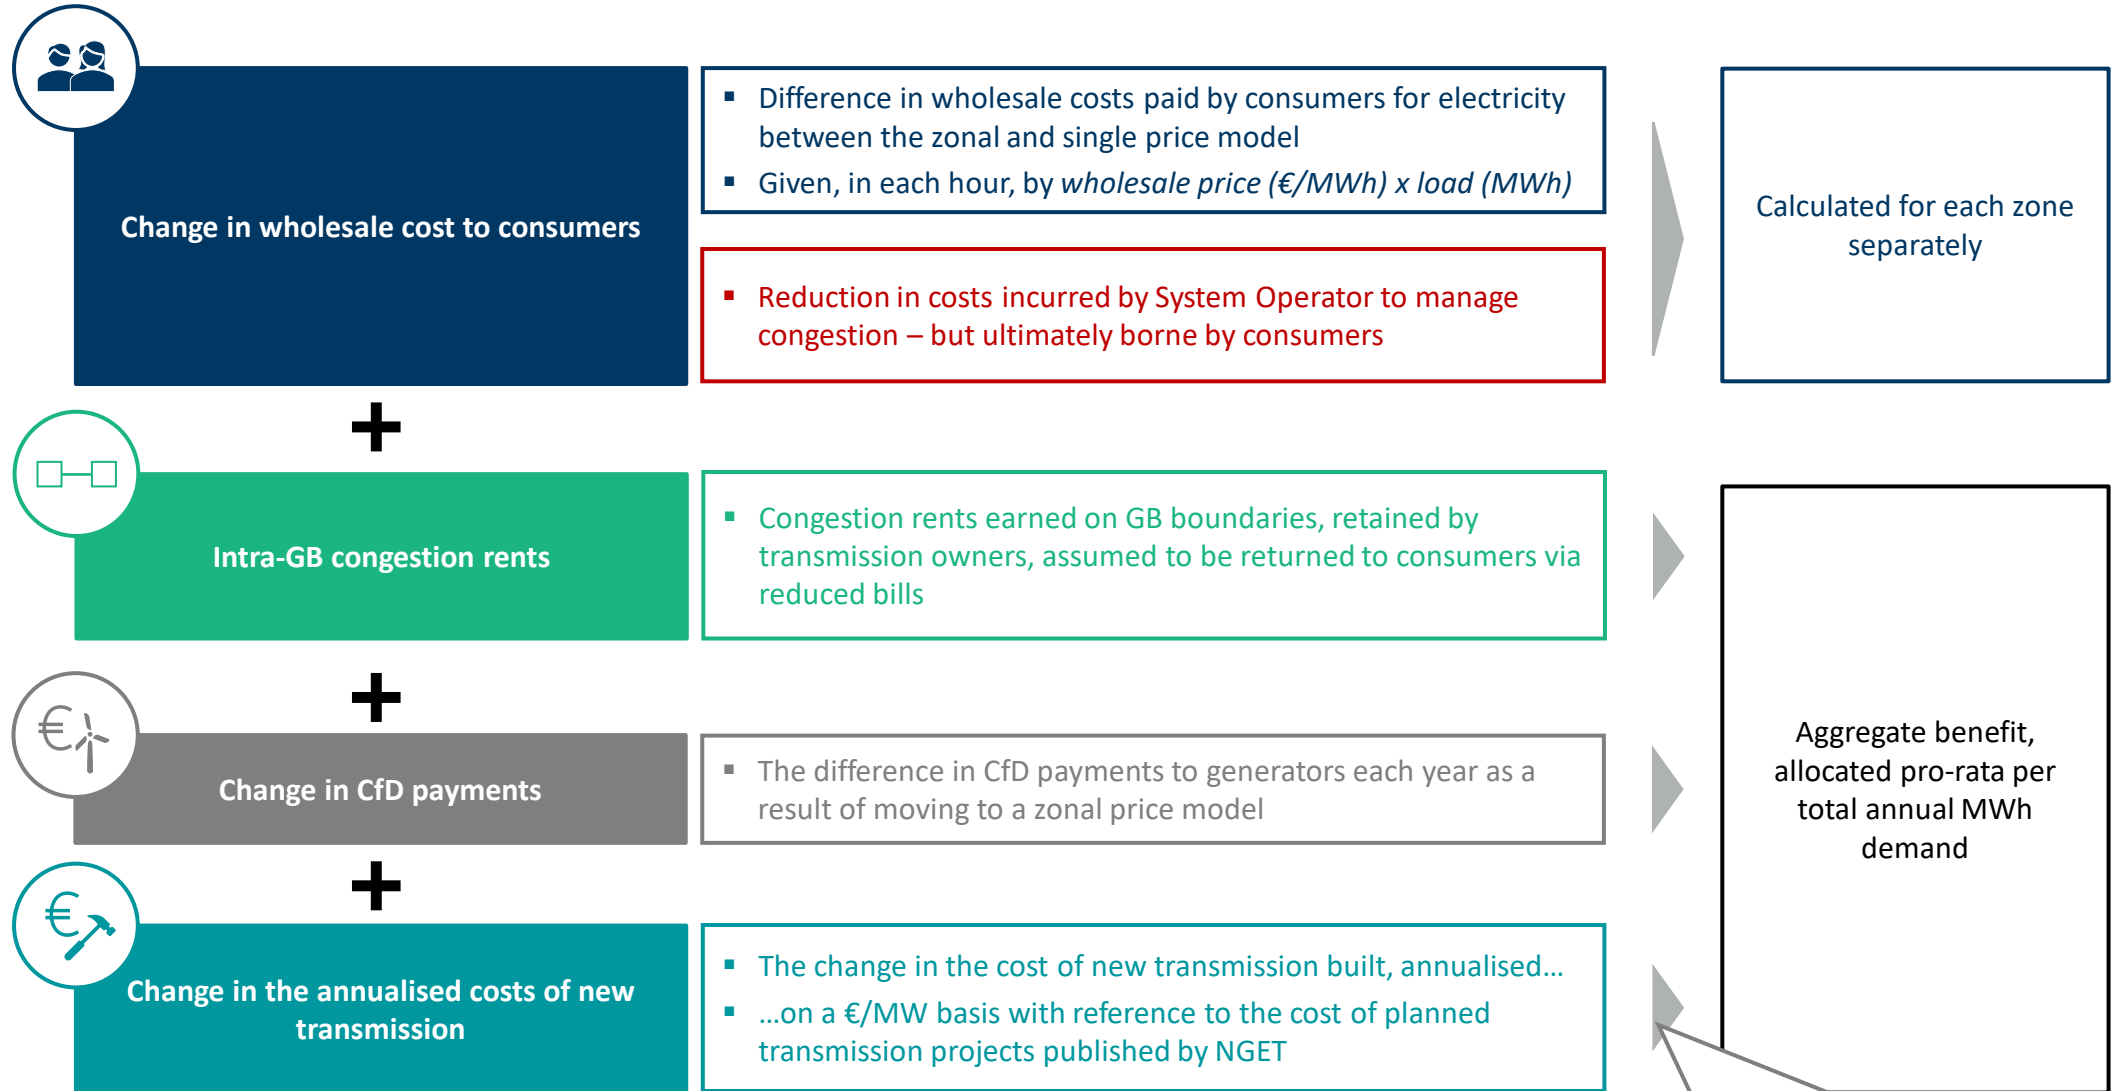 Change in wholesale cost to consumers
▪ Difference in wholesale costs paid by consumers for electricity
between the zonal and single price model
▪ Given, in each hour, by wholesale price (€/MWh) x load (MWh)
▪ Reduction in costs incurred by System Operator to manage
congestion – but ultimately borne by consumers
Calculated for each zone
separately
+
Intra-GB congestion rents
▪ Congestion rents earned on GB boundaries, retained by
transmission owners, assumed to be returned to consumers via
reduced bills
+
€
Change in CfD payments
▪ The difference in CfD payments to generators each year as a
result of moving to a zonal price model
Aggregate benefit,
allocated pro-rata per
total annual MWh
demand
+
€
Change in the annualised costs of new
transmission
▪ The change in the cost of new transmission built, annualised…
▪ …on a €/MW basis with reference to the cost of planned
transmission projects published by NGET